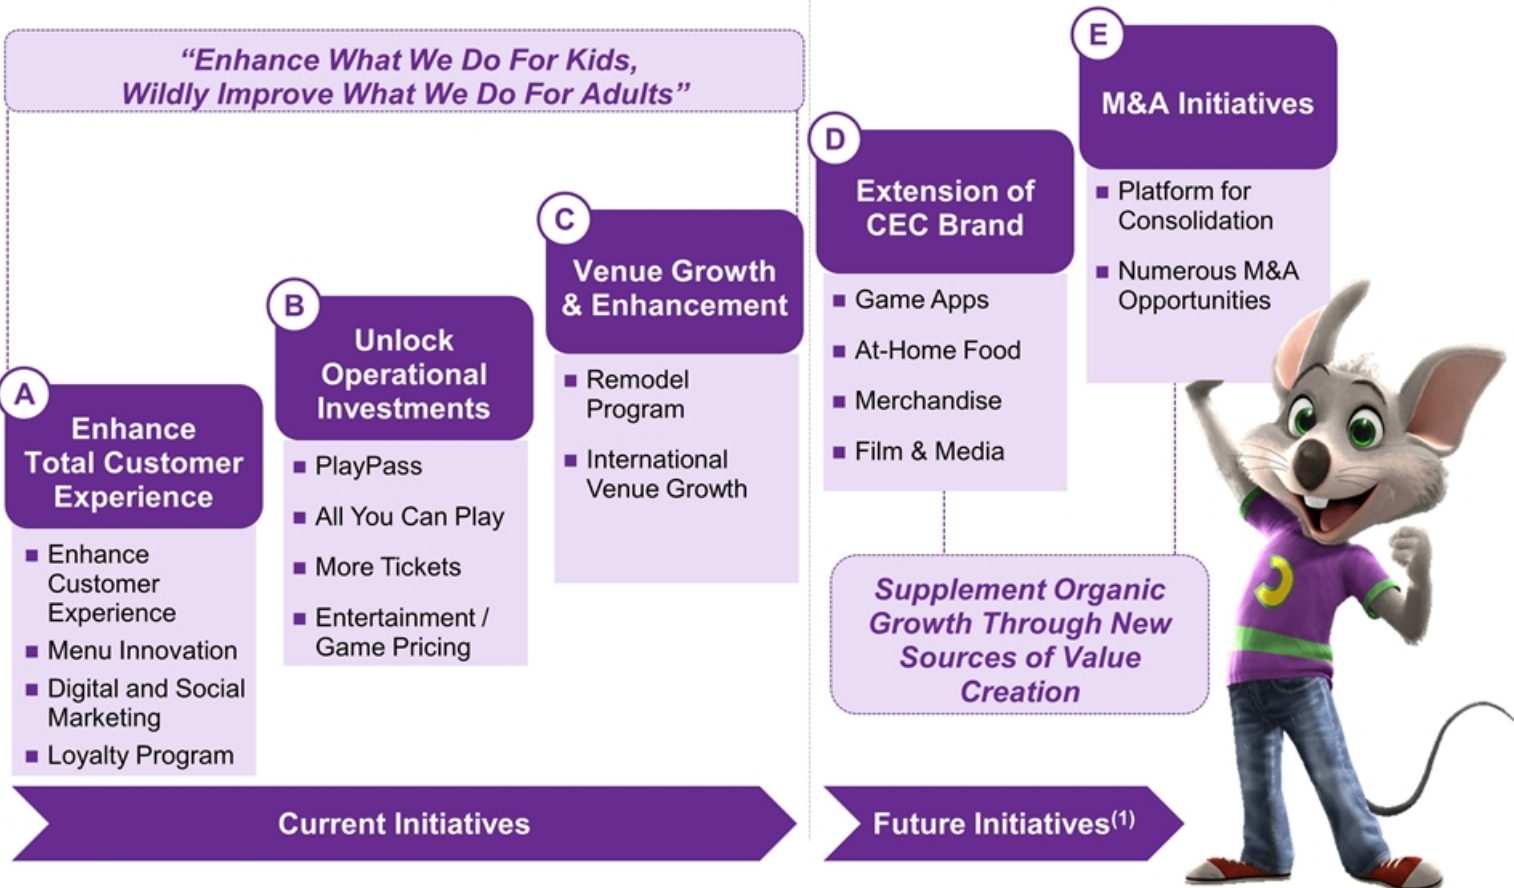 “Enhance What We Do For Kids,
Wildly Improve What We Do For Adults”
A
Enhance
Total Customer
Experience
■ Enhance
Customer
Experience
■ Menu Innovation
■ Digital and Social
Marketing
■ Loyalty Program
B
Unlock
Operational
Investments
■ PlayPass
■ All You Can Play
■ More Tickets
■ Entertainment /
Game Pricing
C
Venue Growth
& Enhancement
■ Remodel
Program
■ International
Venue Growth
Current Initiatives
D
Extension of
CEC Brand
■ Game Apps
■ At-Home Food
■ Merchandise
■ Film & Media
E
M&A Initiatives
■ Platform for
Consolidation
■ Numerous M&A
Opportunities
Supplement Organic
Growth Through New
Sources of Value
Creation
Future Initiatives(1)
C